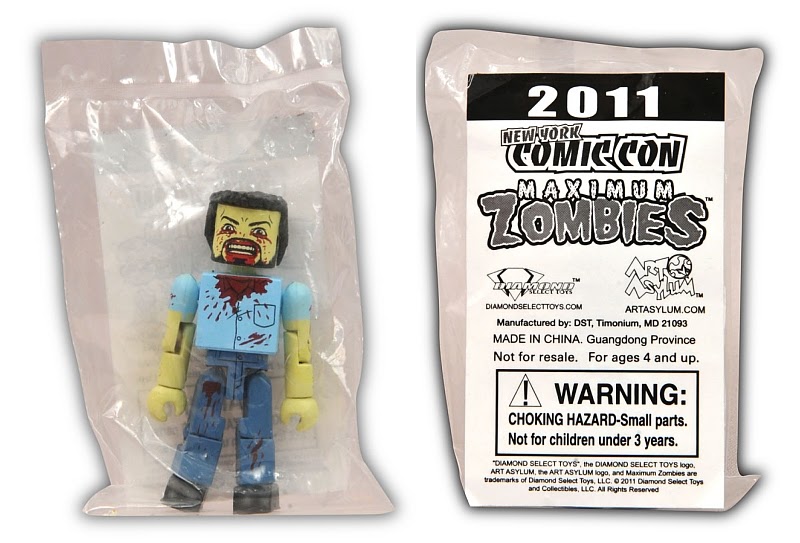 2011
NEW YORK
COMIC CON
MAXIMUM
ZOMBIES™
DIAMOND™
SELECT TOYS
DIAMONDSELECTTOYS.COM
ART
ASYLUM™
ARTASYLUM.COM
Manufactured by: DST, Timonium, MD 21093
MADE IN CHINA. Guangdong Province
Not for resale. For ages 4 and up.
WARNING:
CHOKING HAZARD-Small parts.
Not for children under 3 years.
"DIAMOND SELECT TOYS", the DIAMOND SELECT TOYS logo,
ART ASYLUM, the ART ASYLUM logo, and Maximum Zombies are
trademarks of Diamond Select Toys, LLC. © 2011 Diamond Select Toys
and Collectibles, LLC. All Rights Reserved